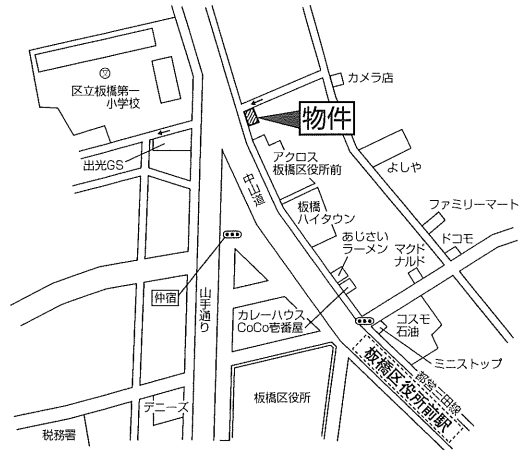 カメラ店
文
区立板橋第一
小学校
物件
出光GS
アクロス
板橋区役所前
よしや
中山道
板橋
ハイタウン
ファミリーマート
あじさい
ラーメン
マクド
ナルド
ドコモ
仲宿
山手通り
カレーハウス
CoCo壱番屋
コスモ
石油
ミニストップ
都営三田線
板橋区役所前駅
デニーズ
板橋区役所
税務署